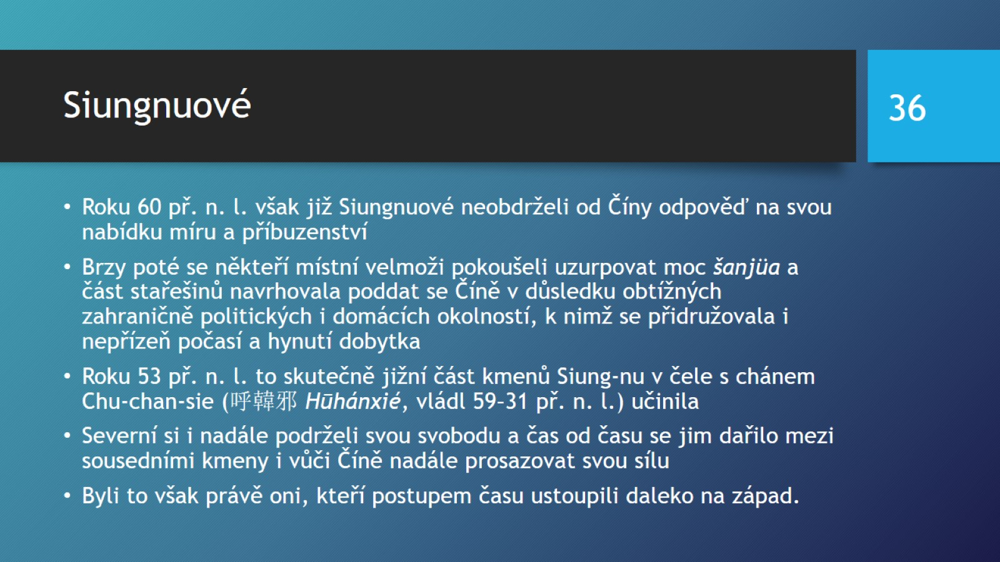 Siungnuové
36
• Roku 60 př. n. l. však již Siungnuové neobdrželi od Číny odpověď na svou
nabídku míru a příbuzenství
• Brzy poté se někteří místní velmoži pokoušeli uzurpovat moc šanjüa a
část stařešinů navrhovala poddat se Číně v důsledku obtížných
zahraničně politických i domácích okolností, k nimž se přidružovala i
nepřízeň počasí a hynutí dobytka
• Roku 53 př. n. l. to skutečně jižní část kmenů Siung-nu v čele s chánem
Chu-chan-sie (呼韓邪 Hūhánxié, vládl 59–31 př. n. l.) učinila
• Severní si i nadále podrželi svou svobodu a čas od času se jim dařilo mezi
sousedními kmeny i vůči Číně nadále prosazovat svou sílu
• Byli to však právě oni, kteří postupem času ustoupili daleko na západ.